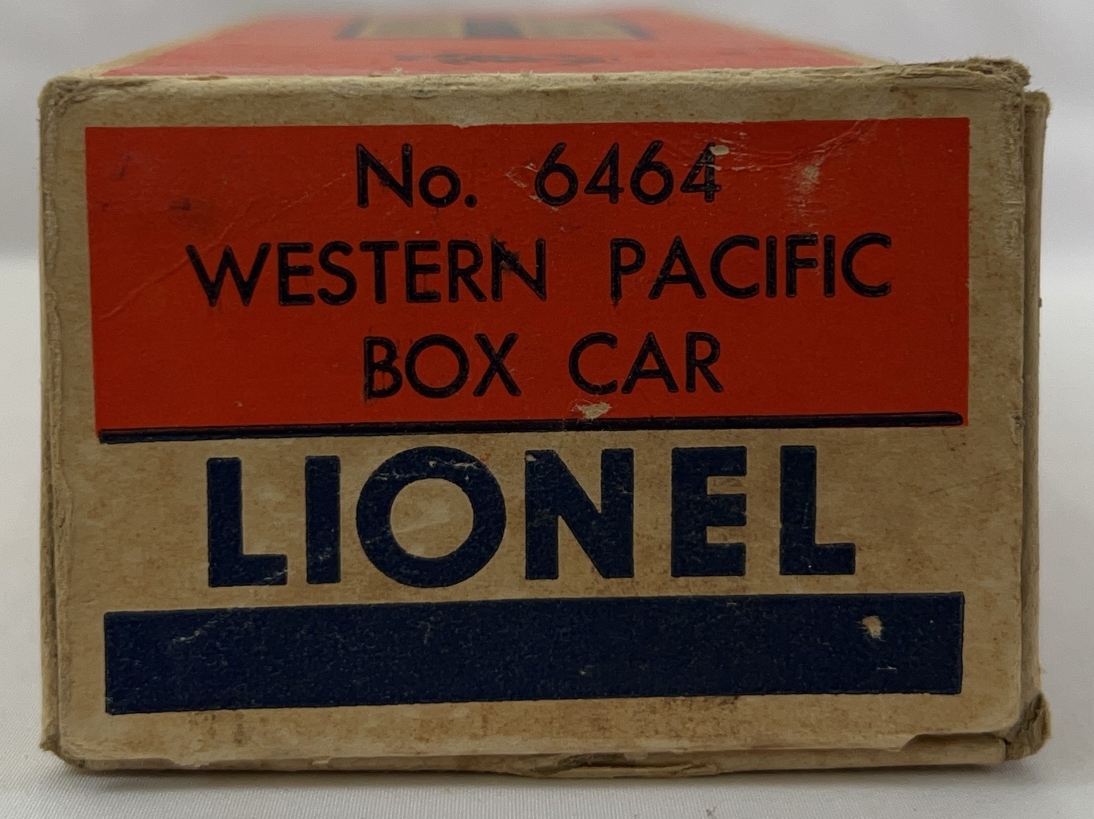 No. 6464
WESTERN PACIFIC
BOX CAR
LIONEL